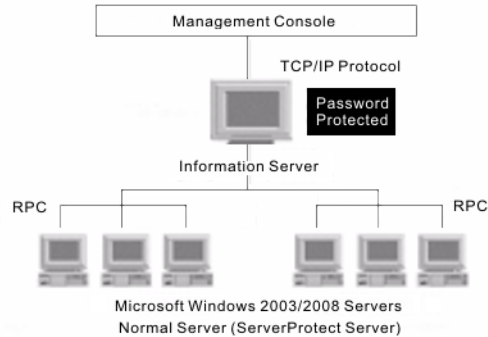 Management Console
TCP/IP Protocol
Password
Protected
Information Server
RPC
RPC
Microsoft Windows 2003/2008 Servers
Normal Server (ServerProtect Server)